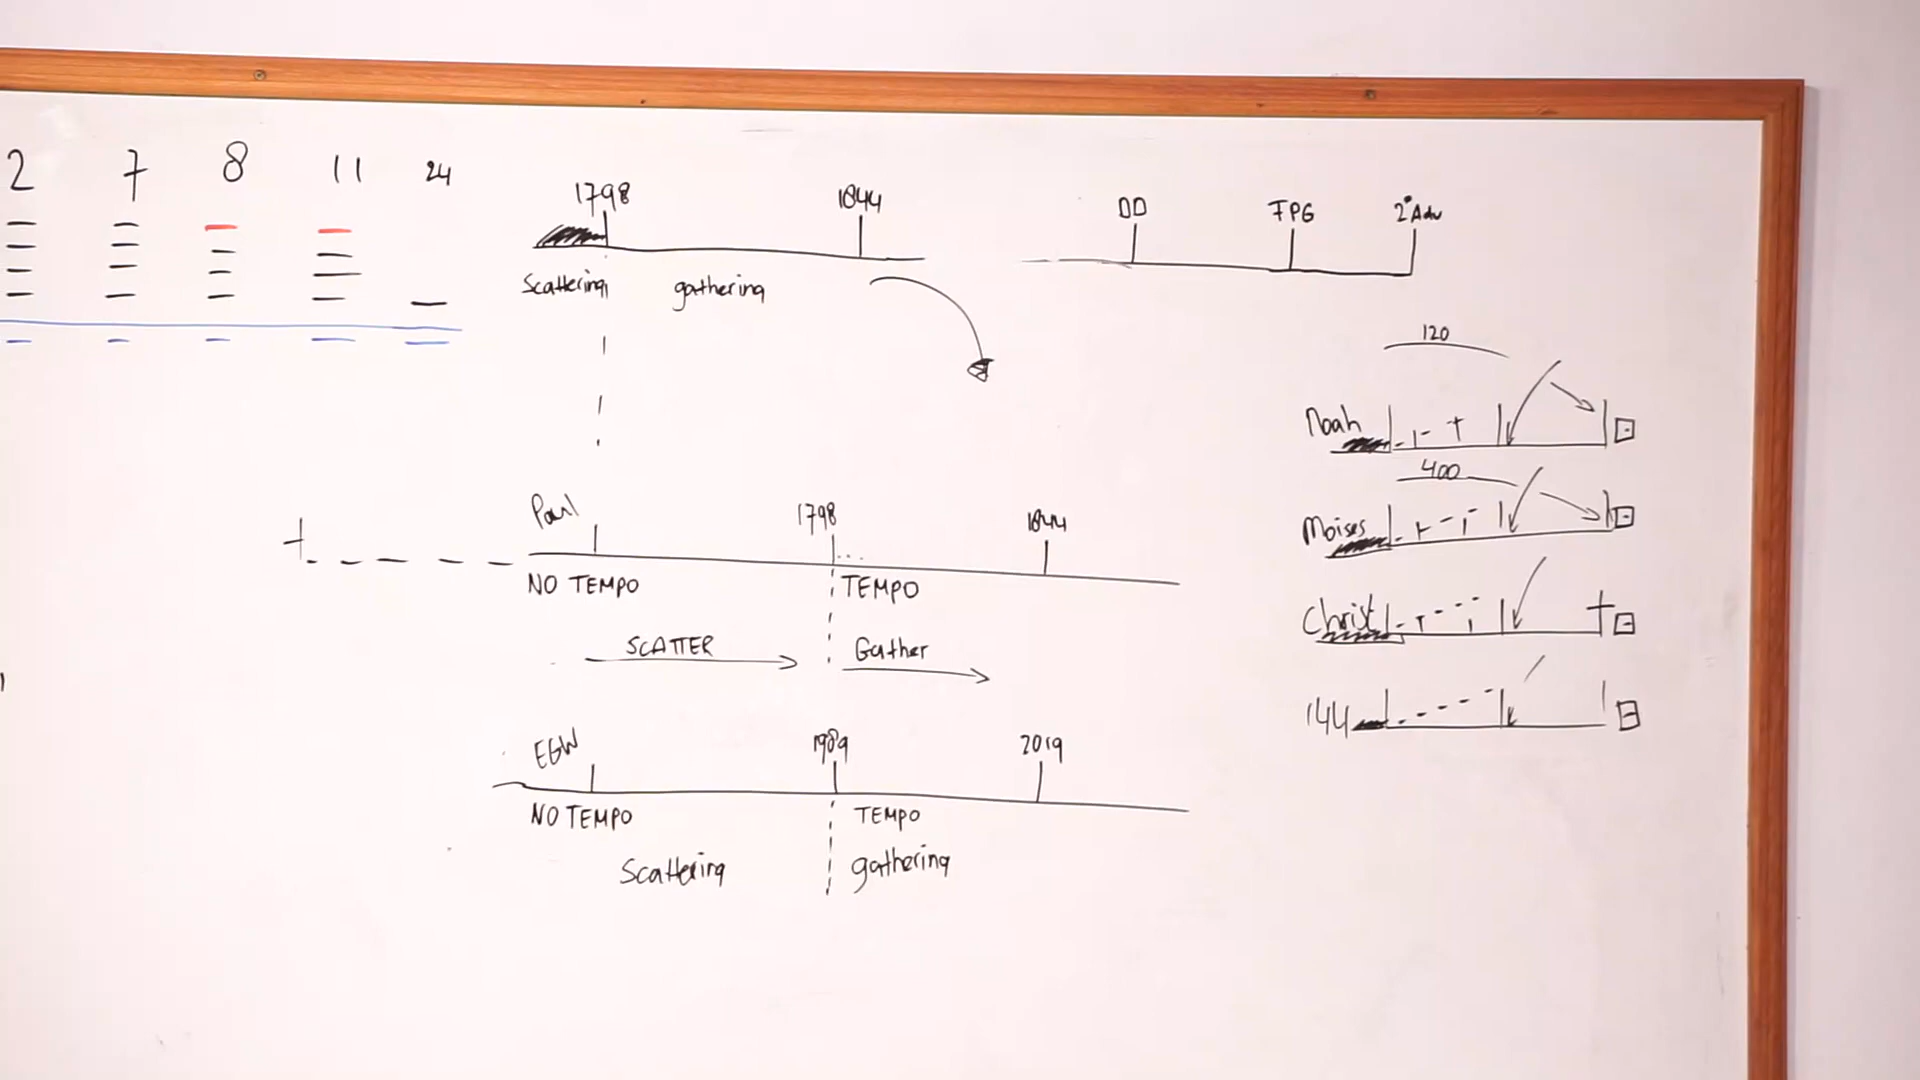 2 7 8 11 24
1798 1844
Scattering gathering
DD FPG 2° Adv
120
Noah
400
Moises
Christ
144
Paul 1798 1844
NO TEMPO TEMPO
SCATTER Gather
EGW 1989 2019
NO TEMPO TEMPO
Scattering gathering